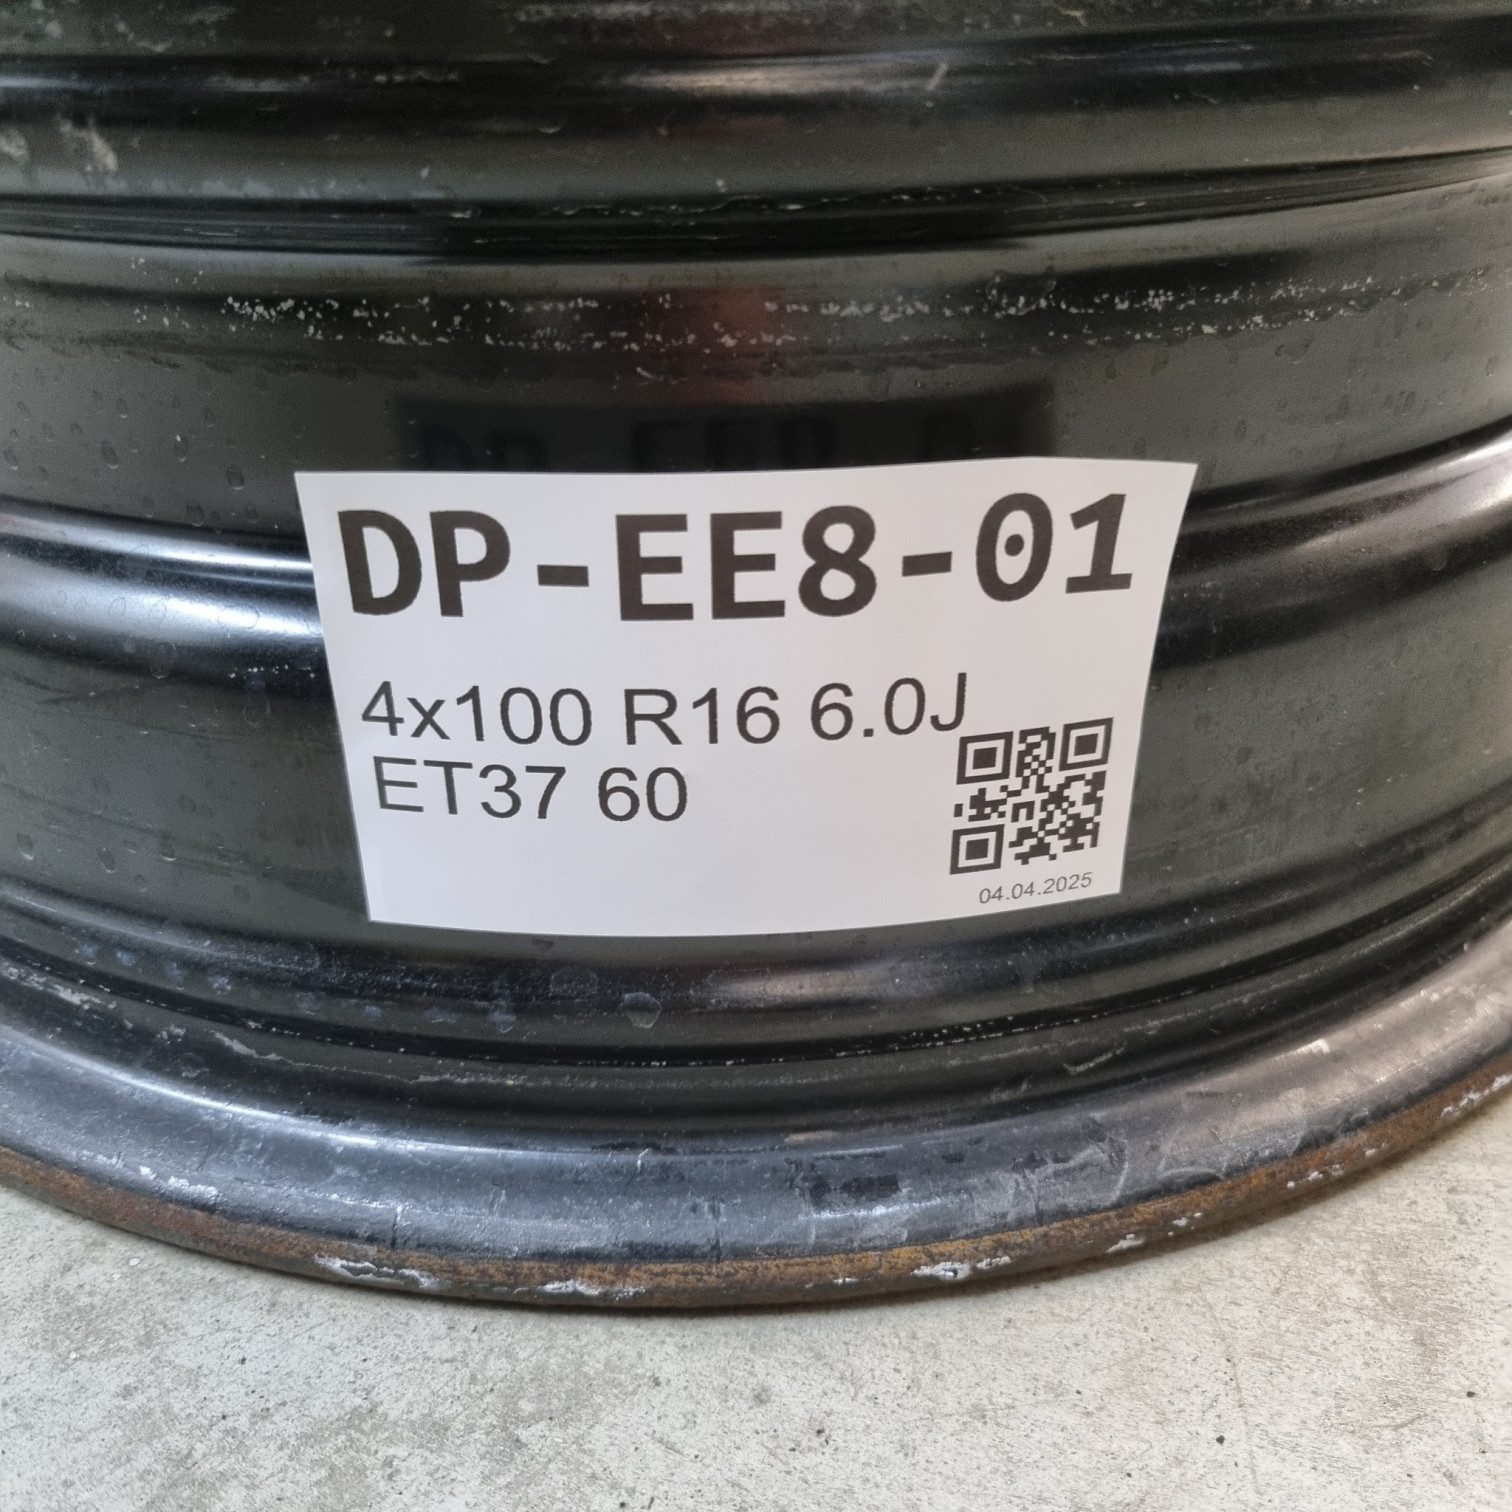 DP-EE8-01
4x100 R16 6.0J
ET37 60
04.04.2025